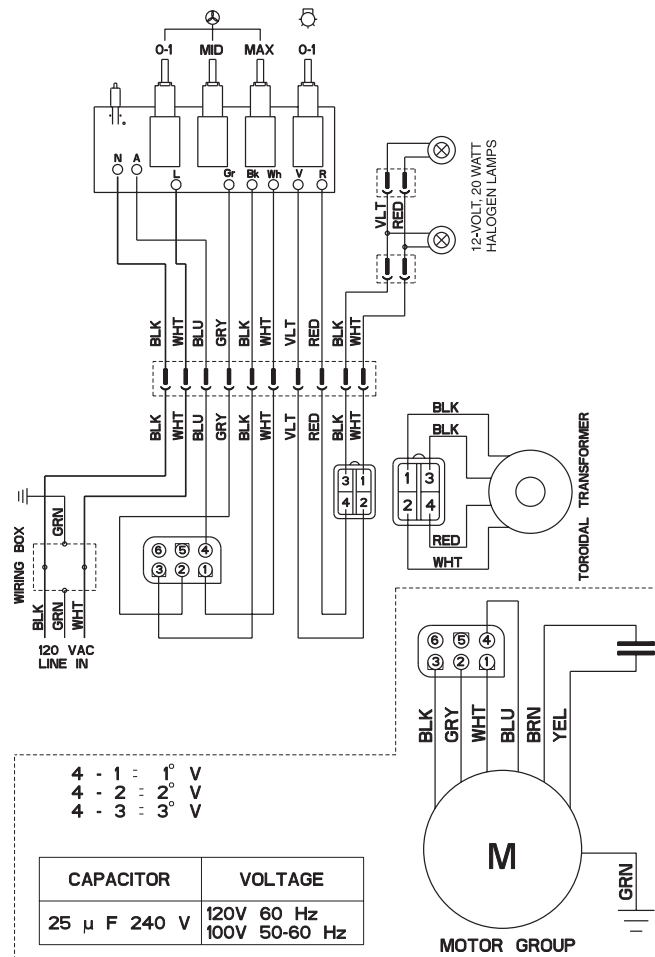 0-1 MID MAX 0-1
N A L Gr Bk Wh V R
12-VOLT, 20 WATT
HALOGEN LAMPS
VLT RED
BLK WHT BLU GRY BLK WHT VLT RED BLK WHT
BLK WHT BLU GRY BLK WHT VLT RED BLK WHT
3 1
4 2
BLK
BLK
1 3
2 4
RED
WHT
TOROIDAL TRANSFORMER
GRN
WIRING BOX
6 5 4
3 2 1
BLK GRN WHT
120 VAC
LINE IN
6 5 4
3 2 1
BLK GRY WHT BLU BRN YEL
4 - 1 = 1° V
4 - 2 = 2° V
4 - 3 = 3° V
M
GRN
CAPACITOR VOLTAGE
25 µ F 240 V 120V 60 Hz
100V 50-60 Hz
MOTOR GROUP